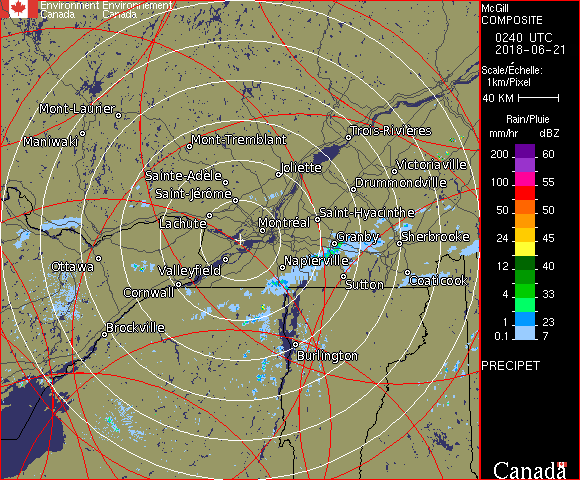 Environment Environnement
Canada Canada
McGill
COMPOSITE
0240 UTC
2018-06-21
Scale/Échelle:
1km/Pixel
40 KM
Rain/Pluie
mm/hr dBZ
200 60
100 55
50 50
24 45
12 40
4 33
1 23
0.1 7
PRECIPET
Canada
Mont-Laurier
Maniwaki
Mont-Tremblant
Trois-Rivières
Joliette
Victoriaville
Sainte-Adèle
Drummondville
Saint-Jérôme
Saint-Hyacinthe
Lachute
Montréal
Granby
Sherbrooke
Ottawa
Valleyfield
Napierville
Cornwall
Sutton
Coaticook
Brockville
Burlington